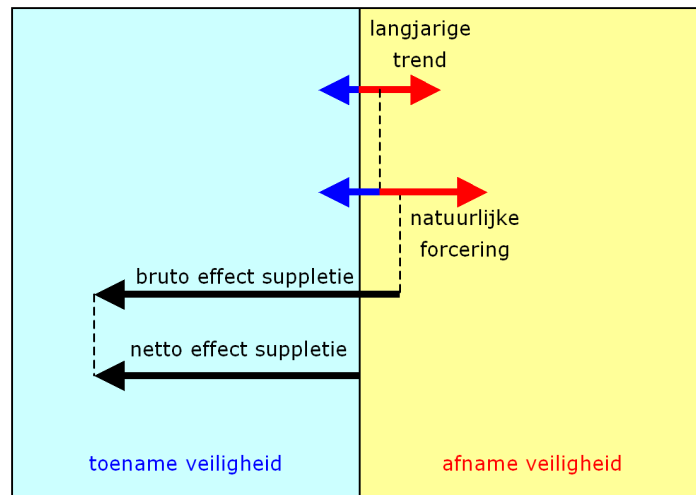 langjarige
trend
natuurlijke
forcering
bruto effect suppletie
netto effect suppletie
toename veiligheid
afname veiligheid